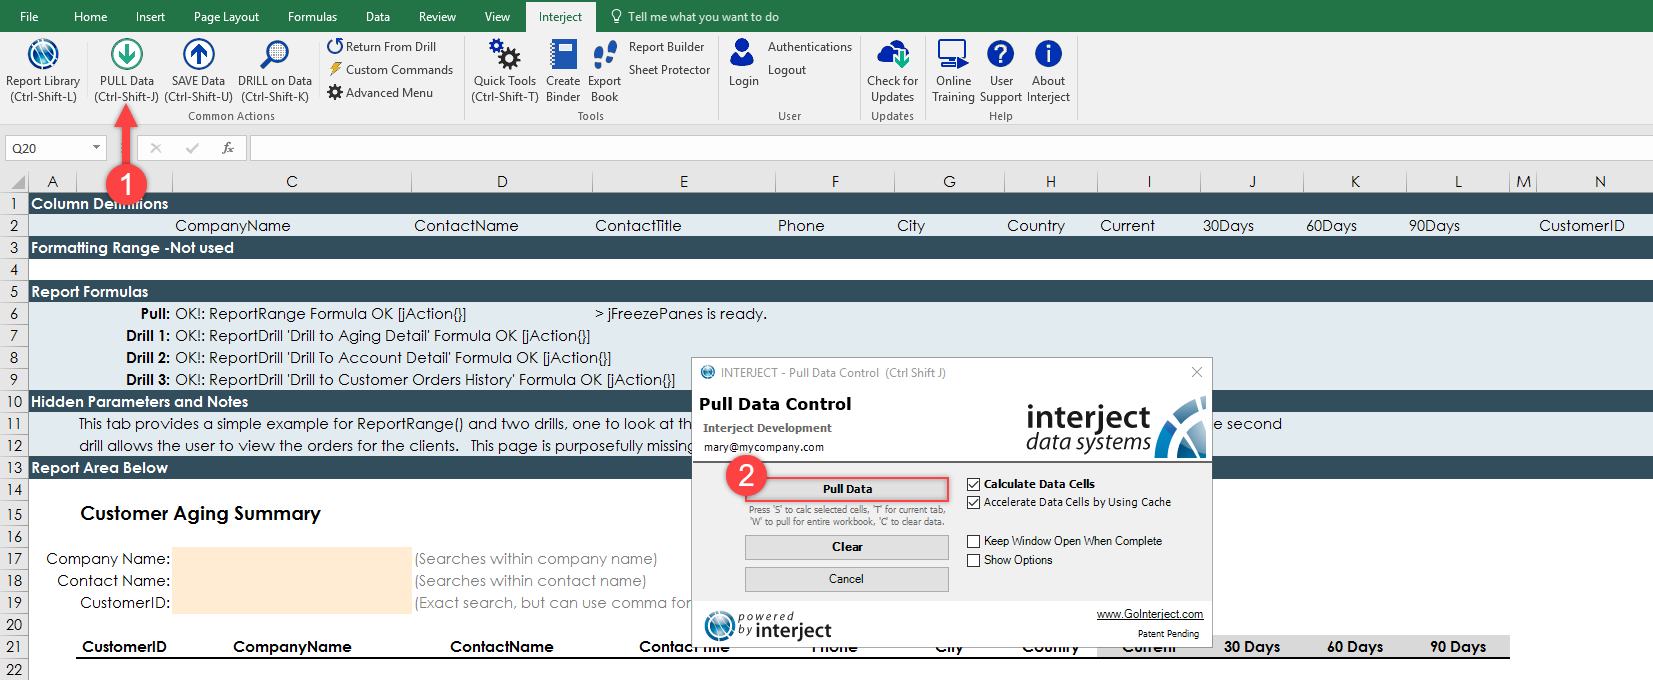 File Home Insert Page Layout Formulas Data Review View Interject Tell me what you want to do
Report Library (Ctrl-Shift-L)
PULL Data (Ctrl-Shift-J)
SAVE Data (Ctrl-Shift-U)
DRILL on Data (Ctrl-Shift-K)
Return From Drill
Custom Commands
Advanced Menu
Common Actions
Quick Tools (Ctrl-Shift-T)
Create Binder
Export Book
Report Builder
Sheet Protector
Tools
Login
Authentications
Logout
User
Check for Updates
Updates
Online Training
User Support
About Interject
Help
Q20 fx
1
A C D E F G H I J K L M N
1 Column Definitions
2 CompanyName ContactName ContactTitle Phone City Country Current 30Days 60Days 90Days CustomerID
3 Formatting Range -Not used
4
5 Report Formulas
6 Pull: OK!: ReportRange Formula OK [jAction{}] > jFreezePanes is ready.
7 Drill 1: OK!: ReportDrill 'Drill to Aging Detail' Formula OK [jAction{}]
8 Drill 2: OK!: ReportDrill 'Drill To Account Detail' Formula OK [jAction{}]
9 Drill 3: OK!: ReportDrill 'Drill to Customer Orders History' Formula OK [jAction{}]
10 Hidden Parameters and Notes
11 This tab provides a simple example for ReportRange() and two drills, one to look at th e second
12 drill allows the user to view the orders for the clients. This page is purposefully missing
13 Report Area Below
14
15 Customer Aging Summary
16
17 Company Name: (Searches within company name)
18 Contact Name: (Searches within contact name)
19 CustomerID: (Exact search, but can use comma for
20
21 CustomerID CompanyName ContactName Contact Title Phone City Country Current 30 Days 60 Days 90 Days
22
INTERJECT - Pull Data Control (Ctrl Shift J)
Pull Data Control
Interject Development
mary@mycompany.com
interject
data systems
2
Pull Data
Press 'S' to calc selected cells, 'T' for current tab,
'W' to pull for entire workbook, 'C' to clear data.
Clear
Cancel
Calculate Data Cells
Accelerate Data Cells by Using Cache
Keep Window Open When Complete
Show Options
powered
by interject
www.GoInterject.com
Patent Pending